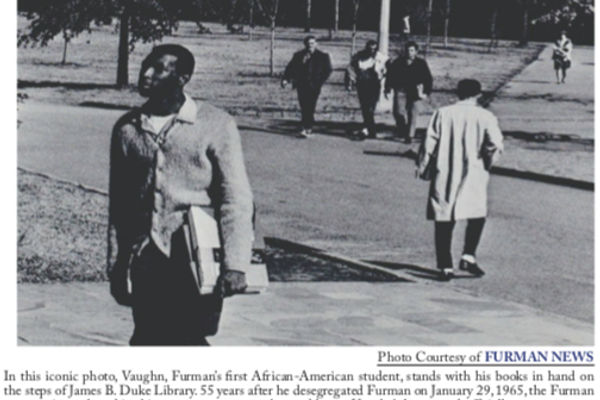 Photo Courtesy of FURMAN NEWS
In this iconic photo, Vaughn, Furman's first African-American student, stands with his books in hand on
the steps of James B. Duke Library. 55 years after he desegregated Furman on January 29, 1965, the Furman